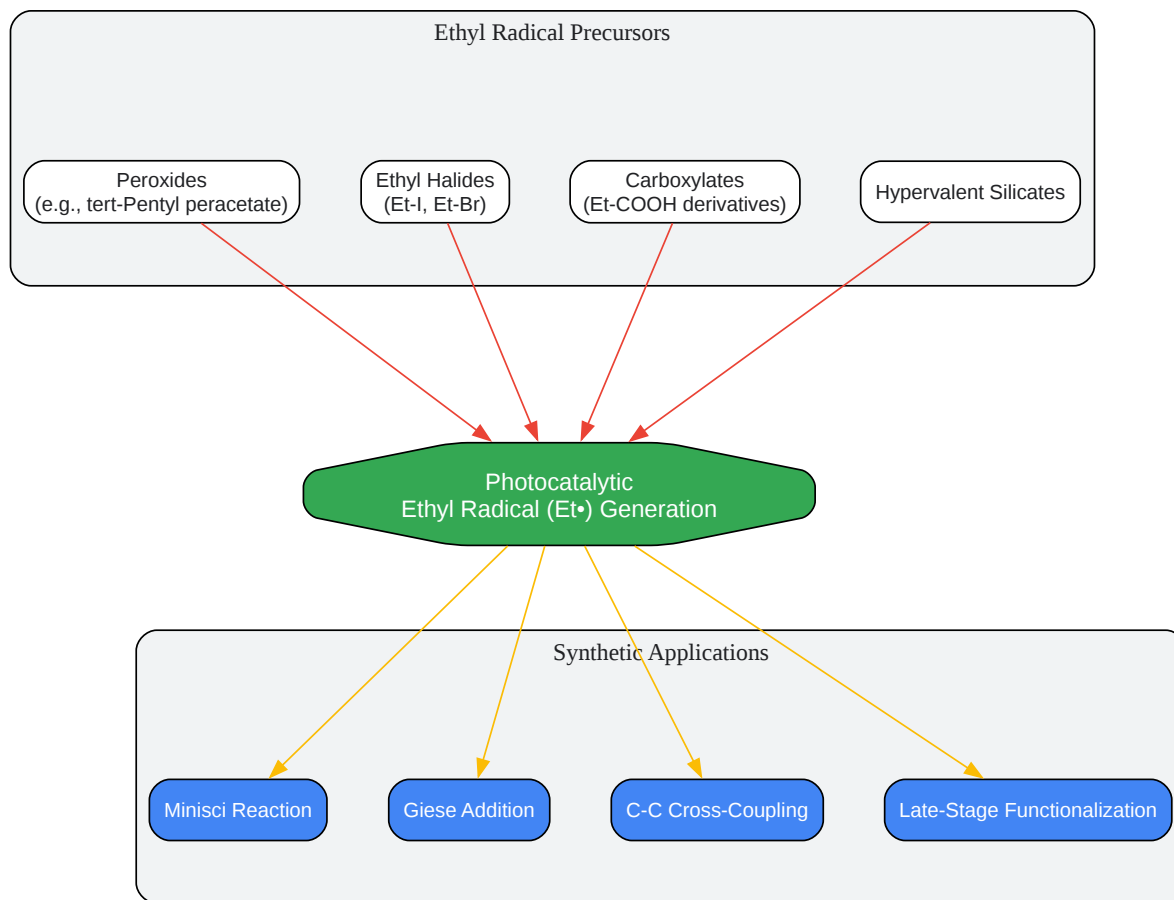 Ethyl Radical Precursors
Peroxides
(e.g., tert-Pentyl peracetate)
Ethyl Halides
(Et-I, Et-Br)
Carboxylates
(Et-COOH derivatives)
Hypervalent Silicates
Photocatalytic
Ethyl Radical (Et•) Generation
Synthetic Applications
Minisci Reaction
Giese Addition
C-C Cross-Coupling
Late-Stage Functionalization